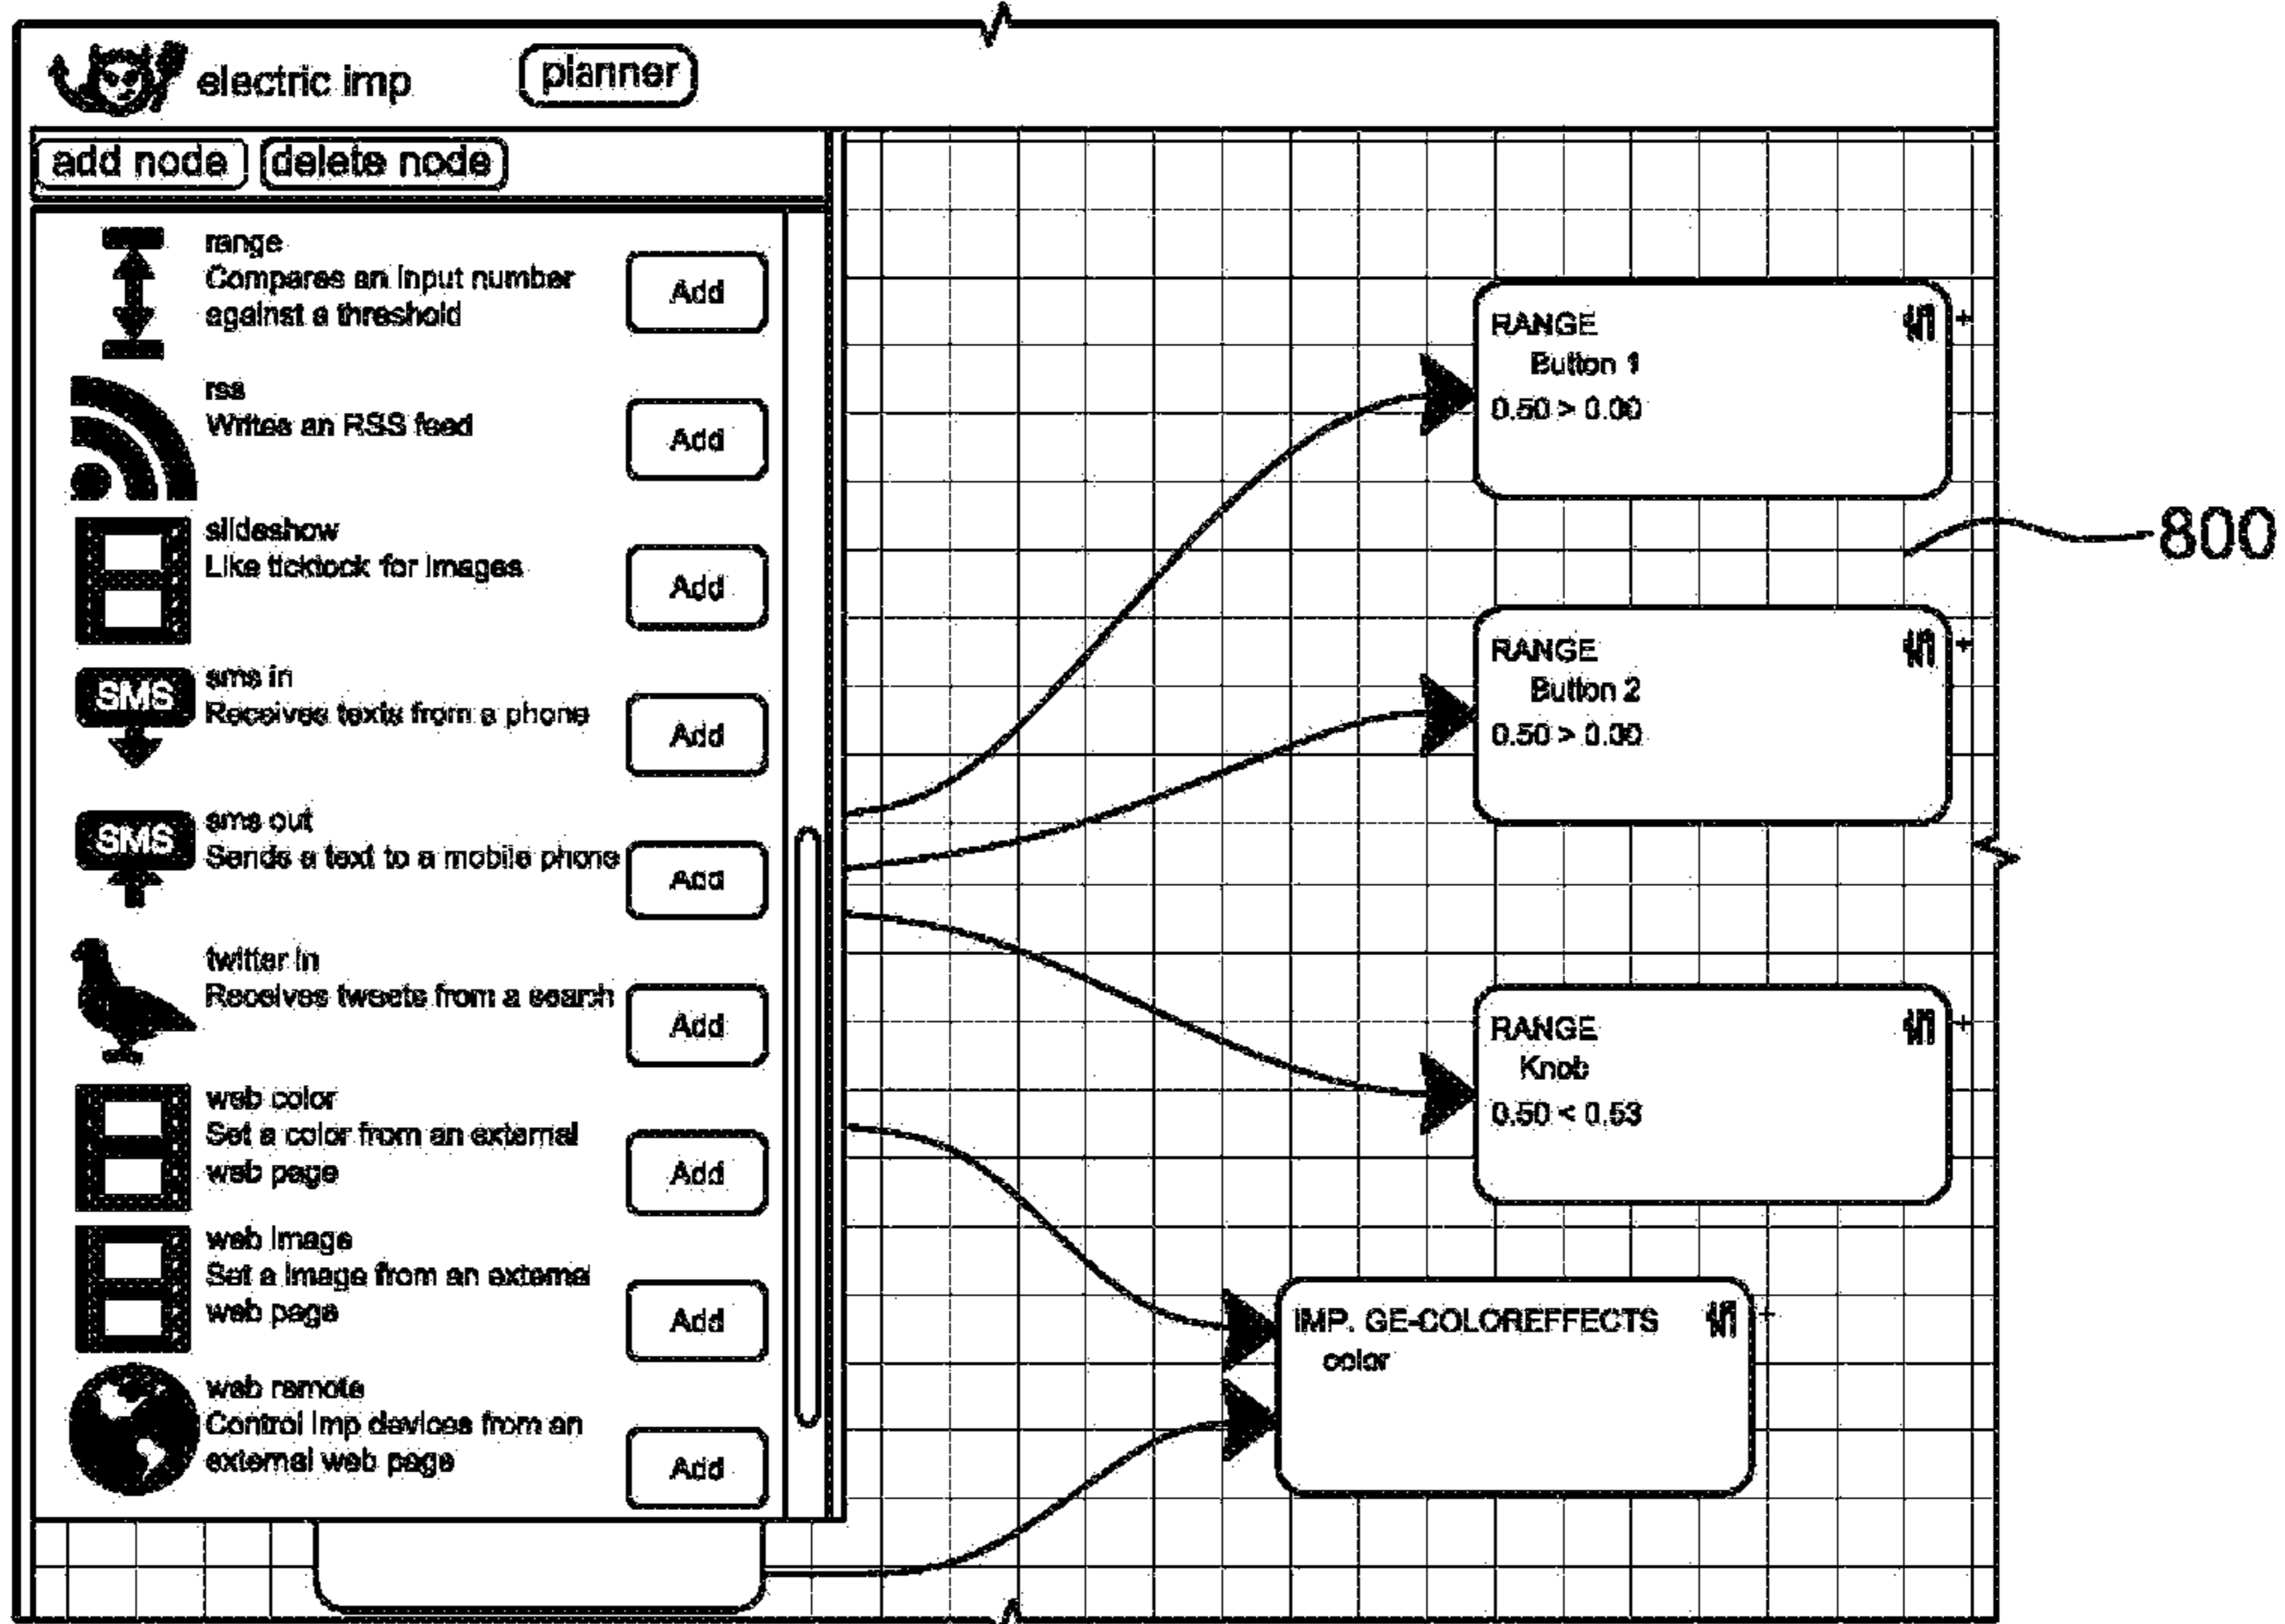 electric imp
planner
add node
delete node
range
Compares an input number
against a threshold
Add
rss
Writes an RSS feed
Add
slideshow
Like ticktock for images
Add
SMS
sms in
Receives texts from a phone
Add
SMS
sms out
Sends a text to a mobile phone
Add
twitter in
Receives tweets from a search
Add
web color
Set a color from an external
web page
Add
web image
Set a image from an external
web page
Add
web remote
Control imp devices from an
external web page
Add
RANGE
Button 1
0.50 > 0.00
800
RANGE
Button 2
0.50 > 0.00
RANGE
Knob
0.50 < 0.53
IMP. GE-COLOREFFECTS
color